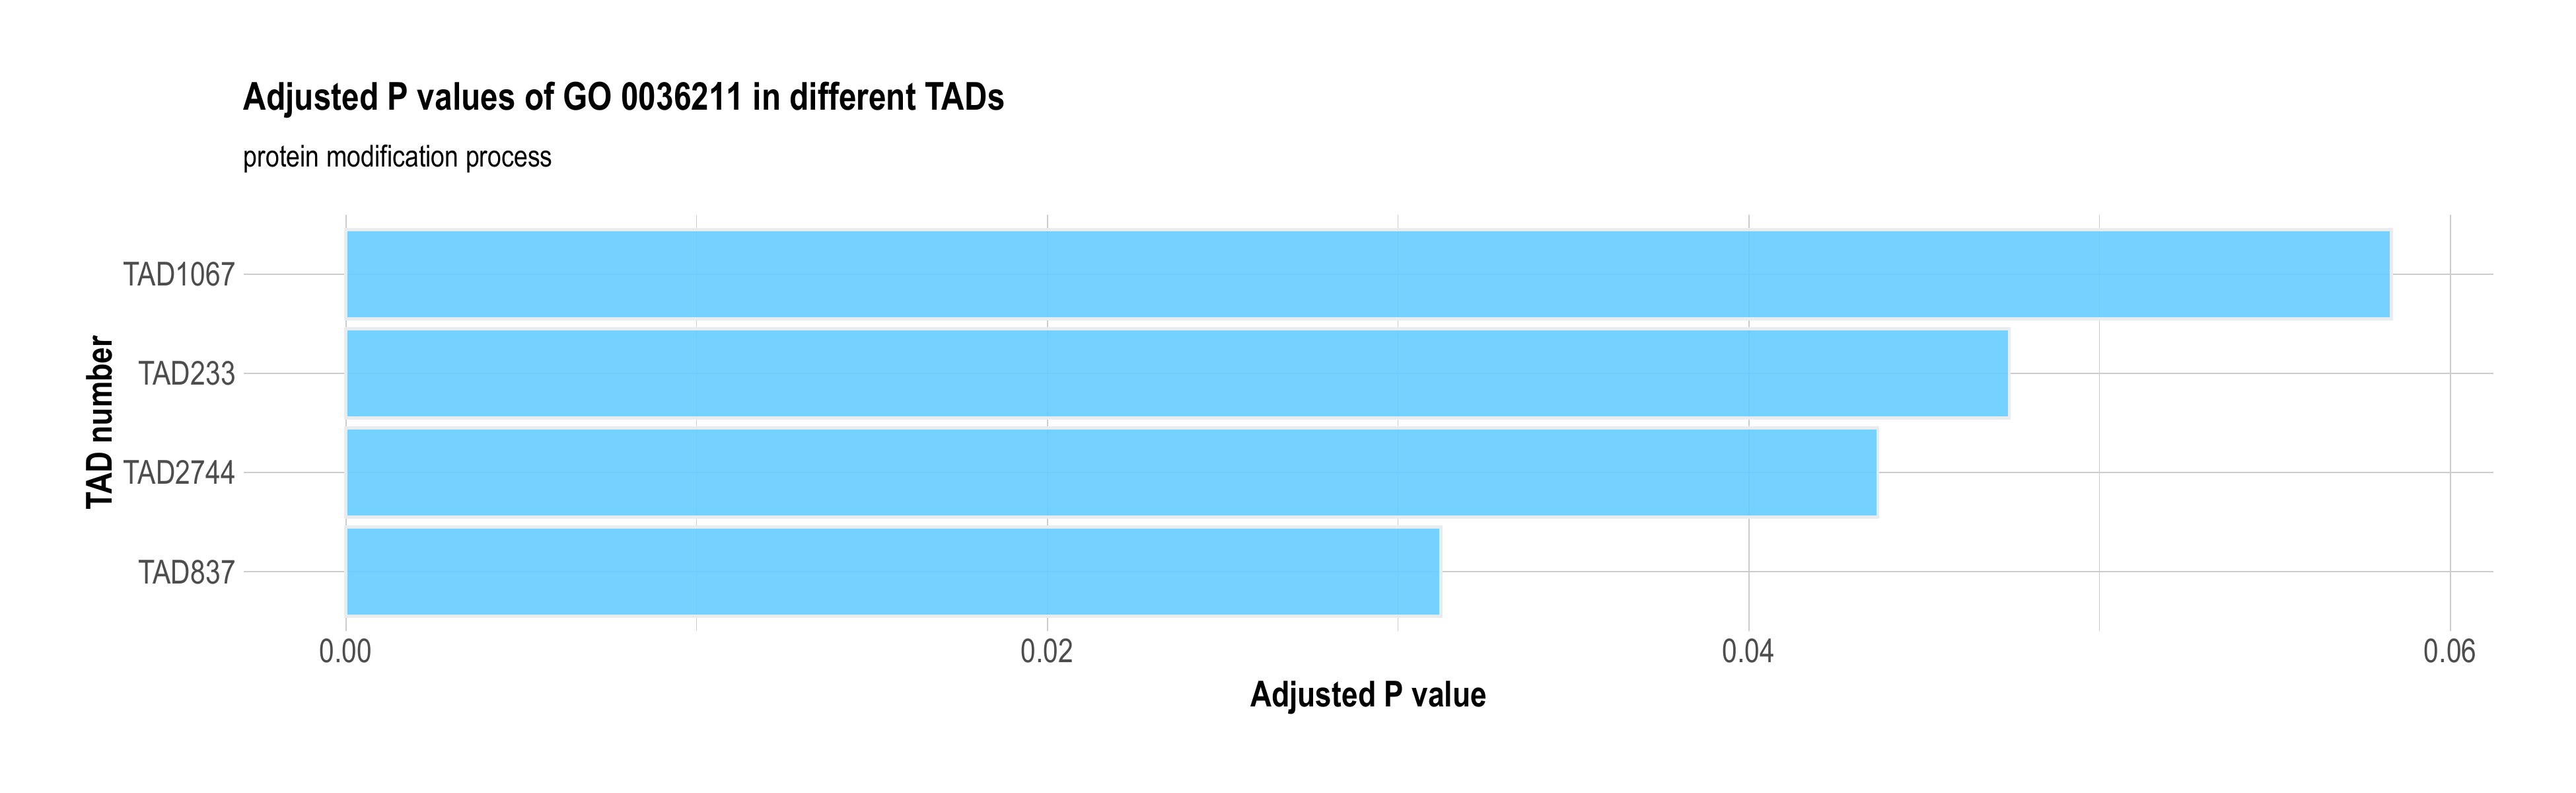 Adjusted P values of GO 0036211 in different TADs
protein modification process
TAD number
TAD1067
TAD233
TAD2744
TAD837
0.00 0.02 0.04 0.06
Adjusted P value